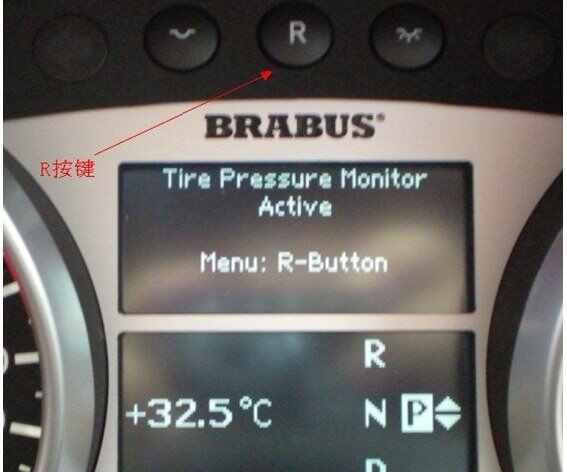 R
BRABUS®
R按键
Tire Pressure Monitor
Active
Menu: R-Button
R
+32.5°C N P
D